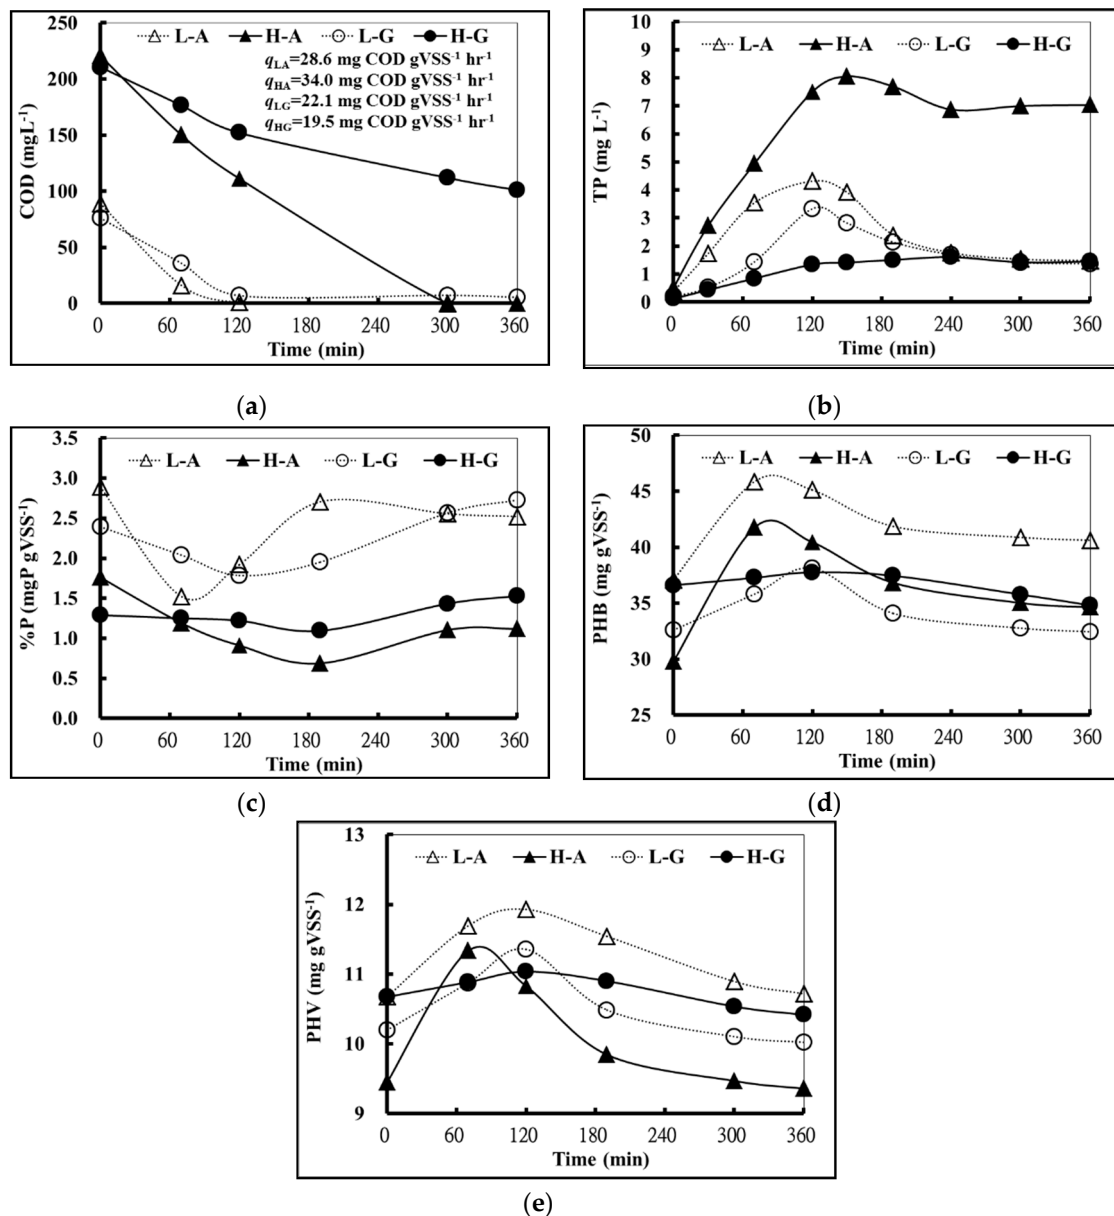 250
200
150
100
50
0
COD (mgL-1)
L-A H-A L-G H-G
qLA=28.6 mg COD gVSS-1 hr-1
qHA=34.0 mg COD gVSS-1 hr-1
qLG=22.1 mg COD gVSS-1 hr-1
qHG=19.5 mg COD gVSS-1 hr-1
0 60 120 180 240 300 360
Time (min)
(a)
10
9
8
7
6
5
4
3
2
1
0
TP (mg L-1)
L-A H-A L-G H-G
0 60 120 180 240 300 360
Time (min)
(b)
3.5
3.0
2.5
2.0
1.5
1.0
0.5
0.0
%P (mgP gVSS-1)
L-A H-A L-G H-G
0 60 120 180 240 300 360
Time (min)
(c)
50
45
40
35
30
25
PHB (mg gVSS-1)
L-A H-A L-G H-G
0 60 120 180 240 300 360
Time (min)
(d)
13
12
11
10
9
PHV (mg gVSS-1)
L-A H-A L-G H-G
0 60 120 180 240 300 360
Time (min)
(e)